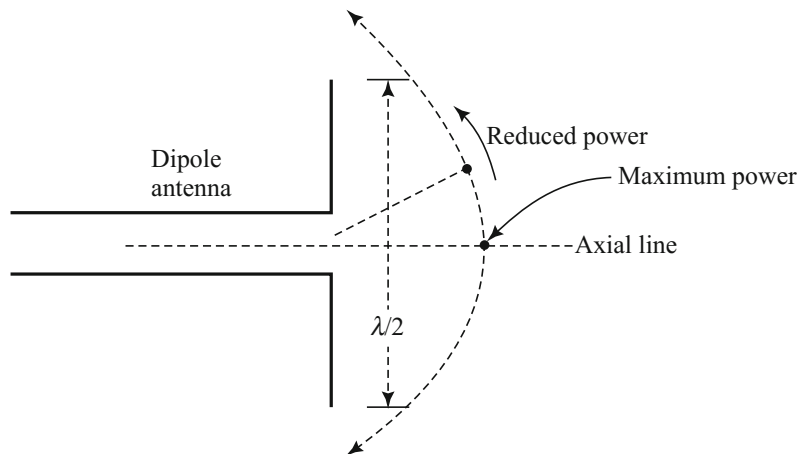 Dipole
antenna
Reduced power
Maximum power
Axial line
λ/2